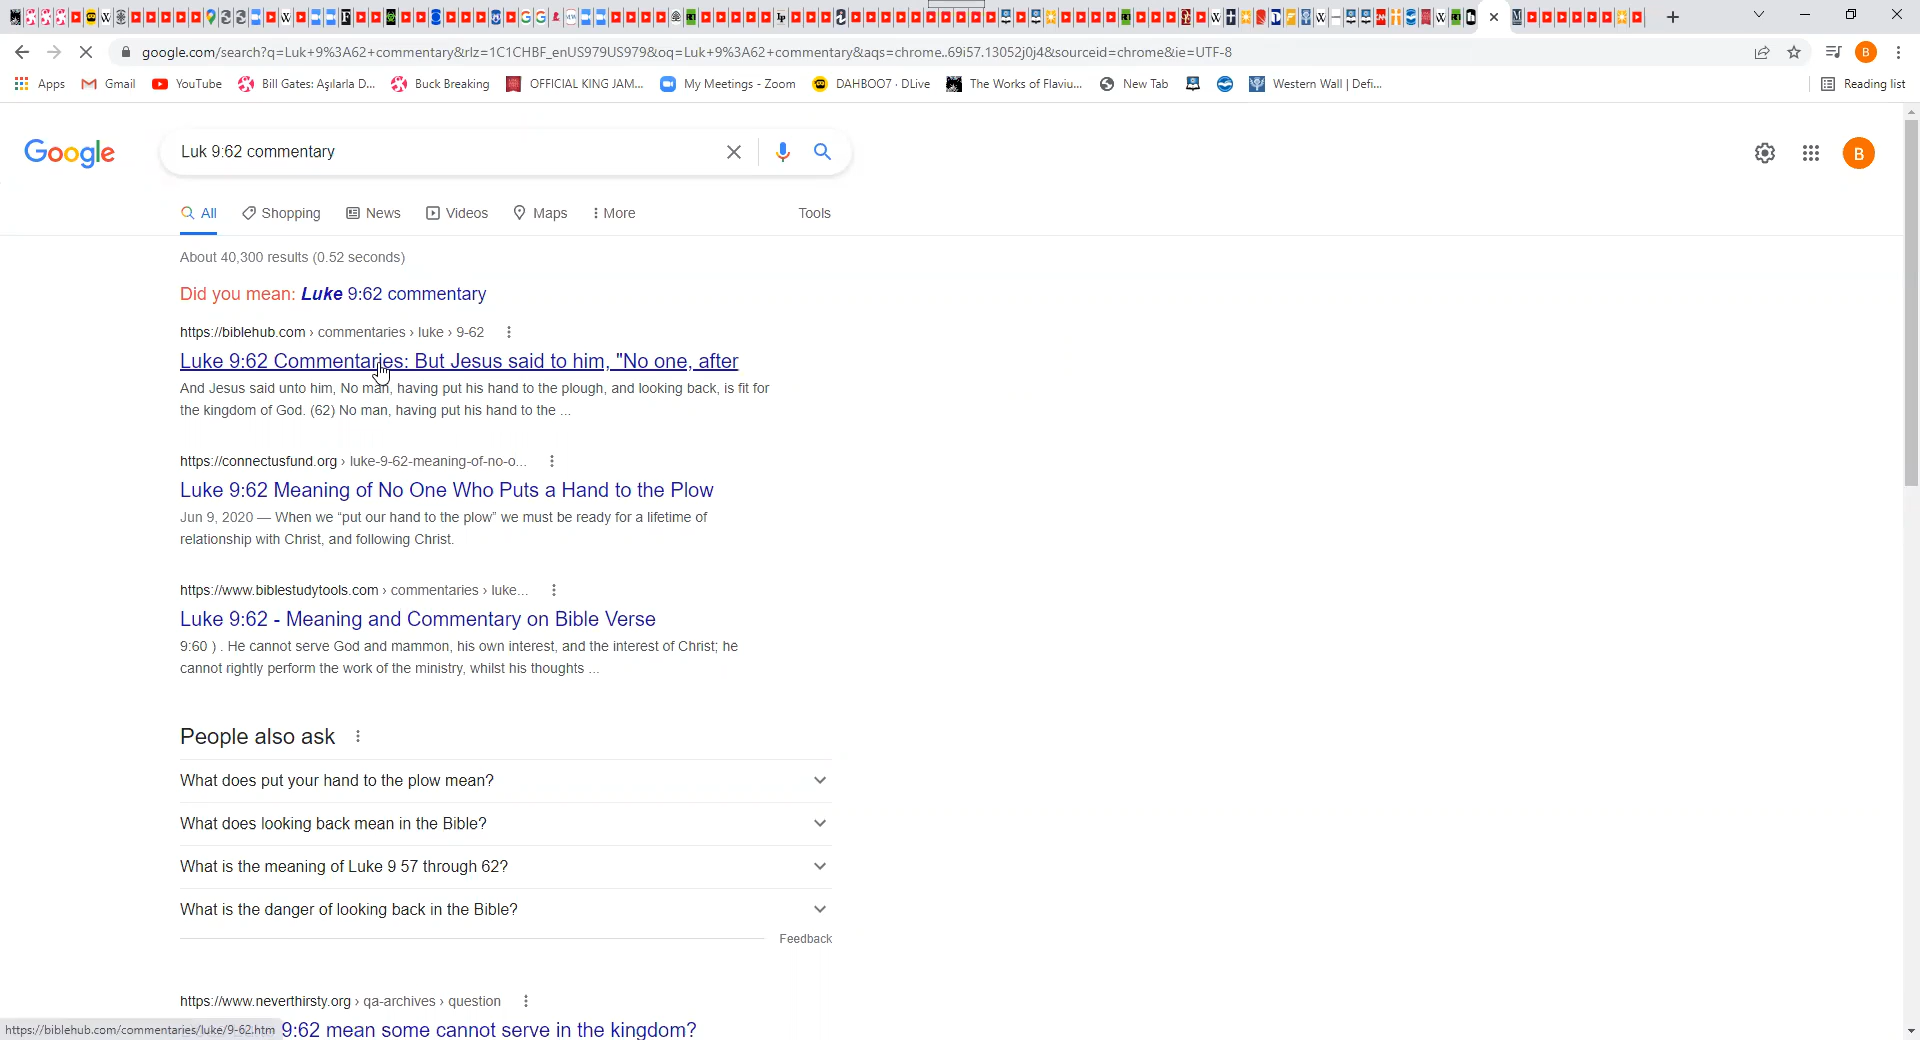 google.com/search?q=Luk+9%3A62+commentary&rlz=1C1CHBF_enUS979US979&oq=Luk+9%3A62+commentary&aqs=chrome..69i57.13052j0j4&sourceid=chrome&ie=UTF-8
B
Apps Gmail YouTube Bill Gates: Aşılarla D... Buck Breaking OFFICIAL KING JAM... My Meetings - Zoom DAHBOO7 · DLive The Works of Flaviu... New Tab Western Wall | Defi... Reading list
Google Luk 9:62 commentary B
All Shopping News Videos Maps More Tools
About 40,300 results (0.52 seconds)
Did you mean: Luke 9:62 commentary
https://biblehub.com › commentaries › luke › 9-62
Luke 9:62 Commentaries: But Jesus said to him, "No one, after
And Jesus said unto him, No man, having put his hand to the plough, and looking back, is fit for
the kingdom of God. (62) No man, having put his hand to the ...
https://connectusfund.org › luke-9-62-meaning-of-no-o...
Luke 9:62 Meaning of No One Who Puts a Hand to the Plow
Jun 9, 2020 — When we “put our hand to the plow” we must be ready for a lifetime of
relationship with Christ, and following Christ.
https://www.biblestudytools.com › commentaries › luke...
Luke 9:62 - Meaning and Commentary on Bible Verse
9:60 ) . He cannot serve God and mammon, his own interest, and the interest of Christ; he
cannot rightly perform the work of the ministry, whilst his thoughts ...
People also ask
What does put your hand to the plow mean?
What does looking back mean in the Bible?
What is the meaning of Luke 9 57 through 62?
What is the danger of looking back in the Bible?
Feedback
https://www.neverthirsty.org › qa-archives › question
9:62 mean some cannot serve in the kingdom?
https://biblehub.com/commentaries/luke/9-62.htm